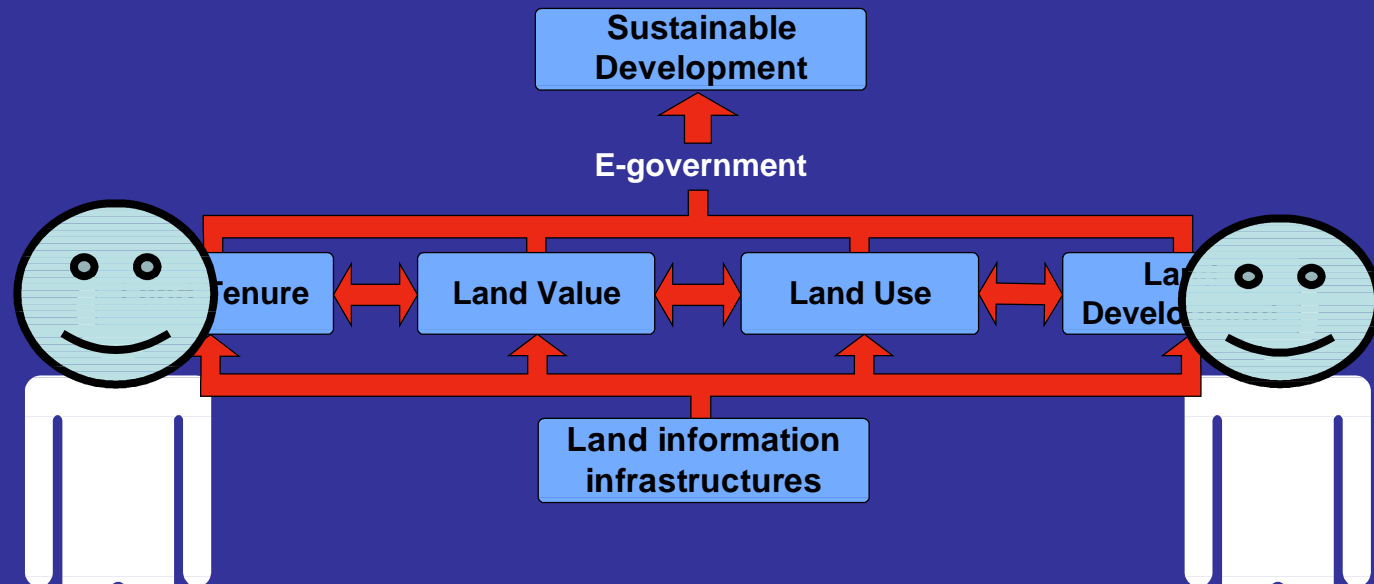 Sustainable
Development
E-government
Tenure
Land Value
Land Use
Land information
infrastructures